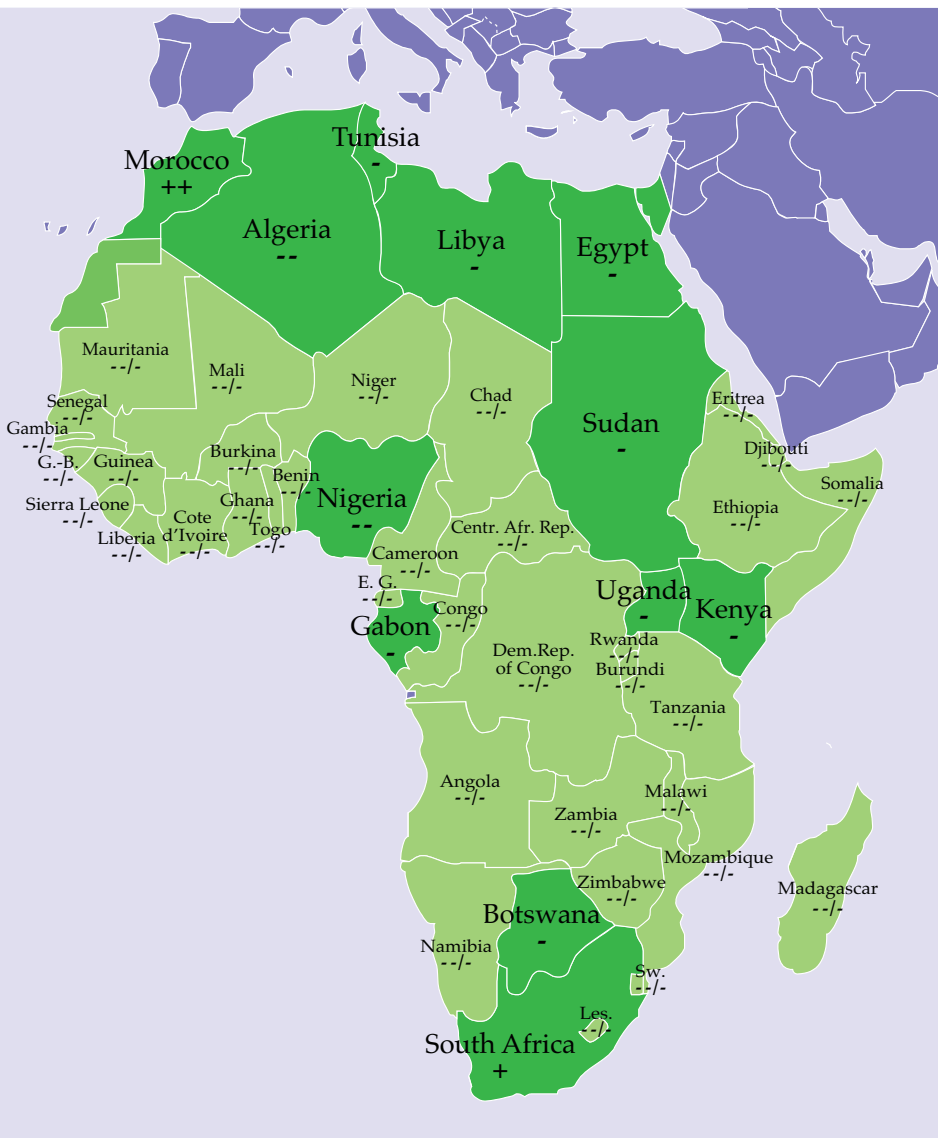 Tunisia
-
Morocco
++
Algeria
--
Libya
-
Egypt
-
Mauritania
--/-
Mali
--/-
Niger
--/-
Chad
--/-
Sudan
-
Eritrea
--/-
Senegal
--/-
Gambia
--/-
G.-B.
--/-
Guinea
--/-
Burkina
--/-
Benin
--/-
Nigeria
--
Djibouti
--/-
Somalia
--/-
Ethiopia
--/-
Sierra Leone
--/-
Liberia
--/-
Cote
d'Ivoire
--/-
Ghana
--/-
Togo
--/-
Centr. Afr. Rep.
--/-
Cameroon
--/-
E. G.
--/-
Gabon
-
Congo
--/-
Uganda
-
Kenya
-
Dem.Rep.
of Congo
--/-
Rwanda
--/-
Burundi
--/-
Tanzania
--/-
Angola
--/-
Zambia
--/-
Malawi
--/-
Mozambique
--/-
Zimbabwe
--/-
Madagascar
--/-
Botswana
-
Namibia
--/-
Sw.
--/-
Les.
--/-
South Africa
+